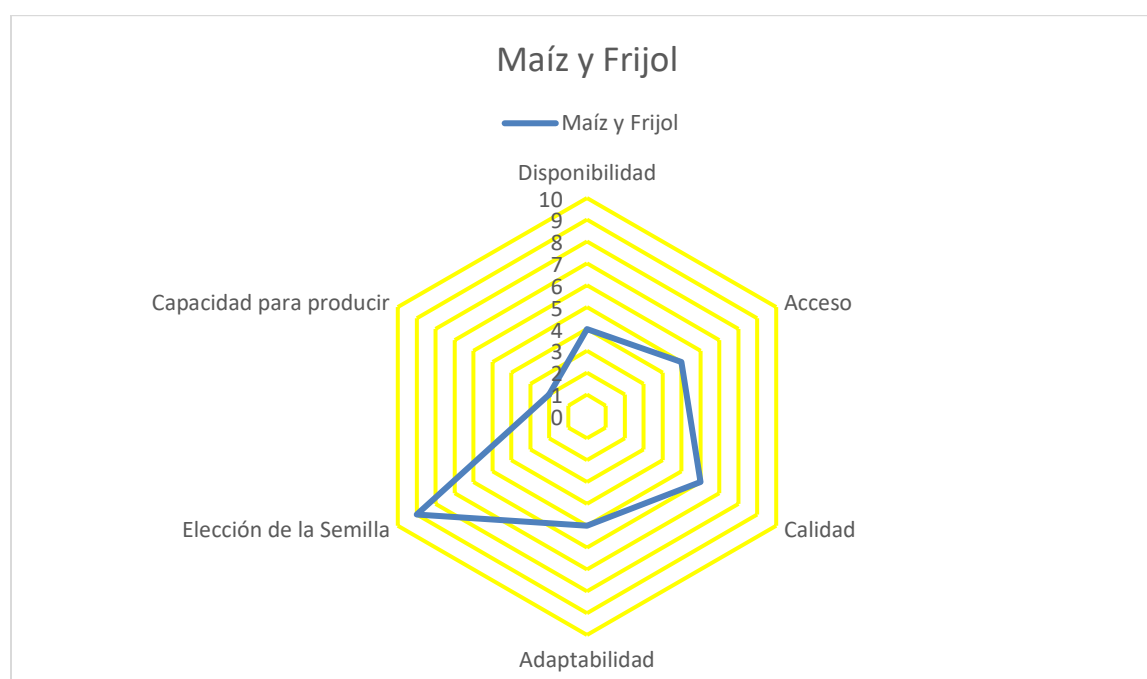 Maíz y Frijol
Maíz y Frijol
Disponibilidad
10
9
8
7
6
5
4
3
2
1
0
Acceso
Capacidad para producir
Elección de la Semilla
Calidad
Adaptabilidad